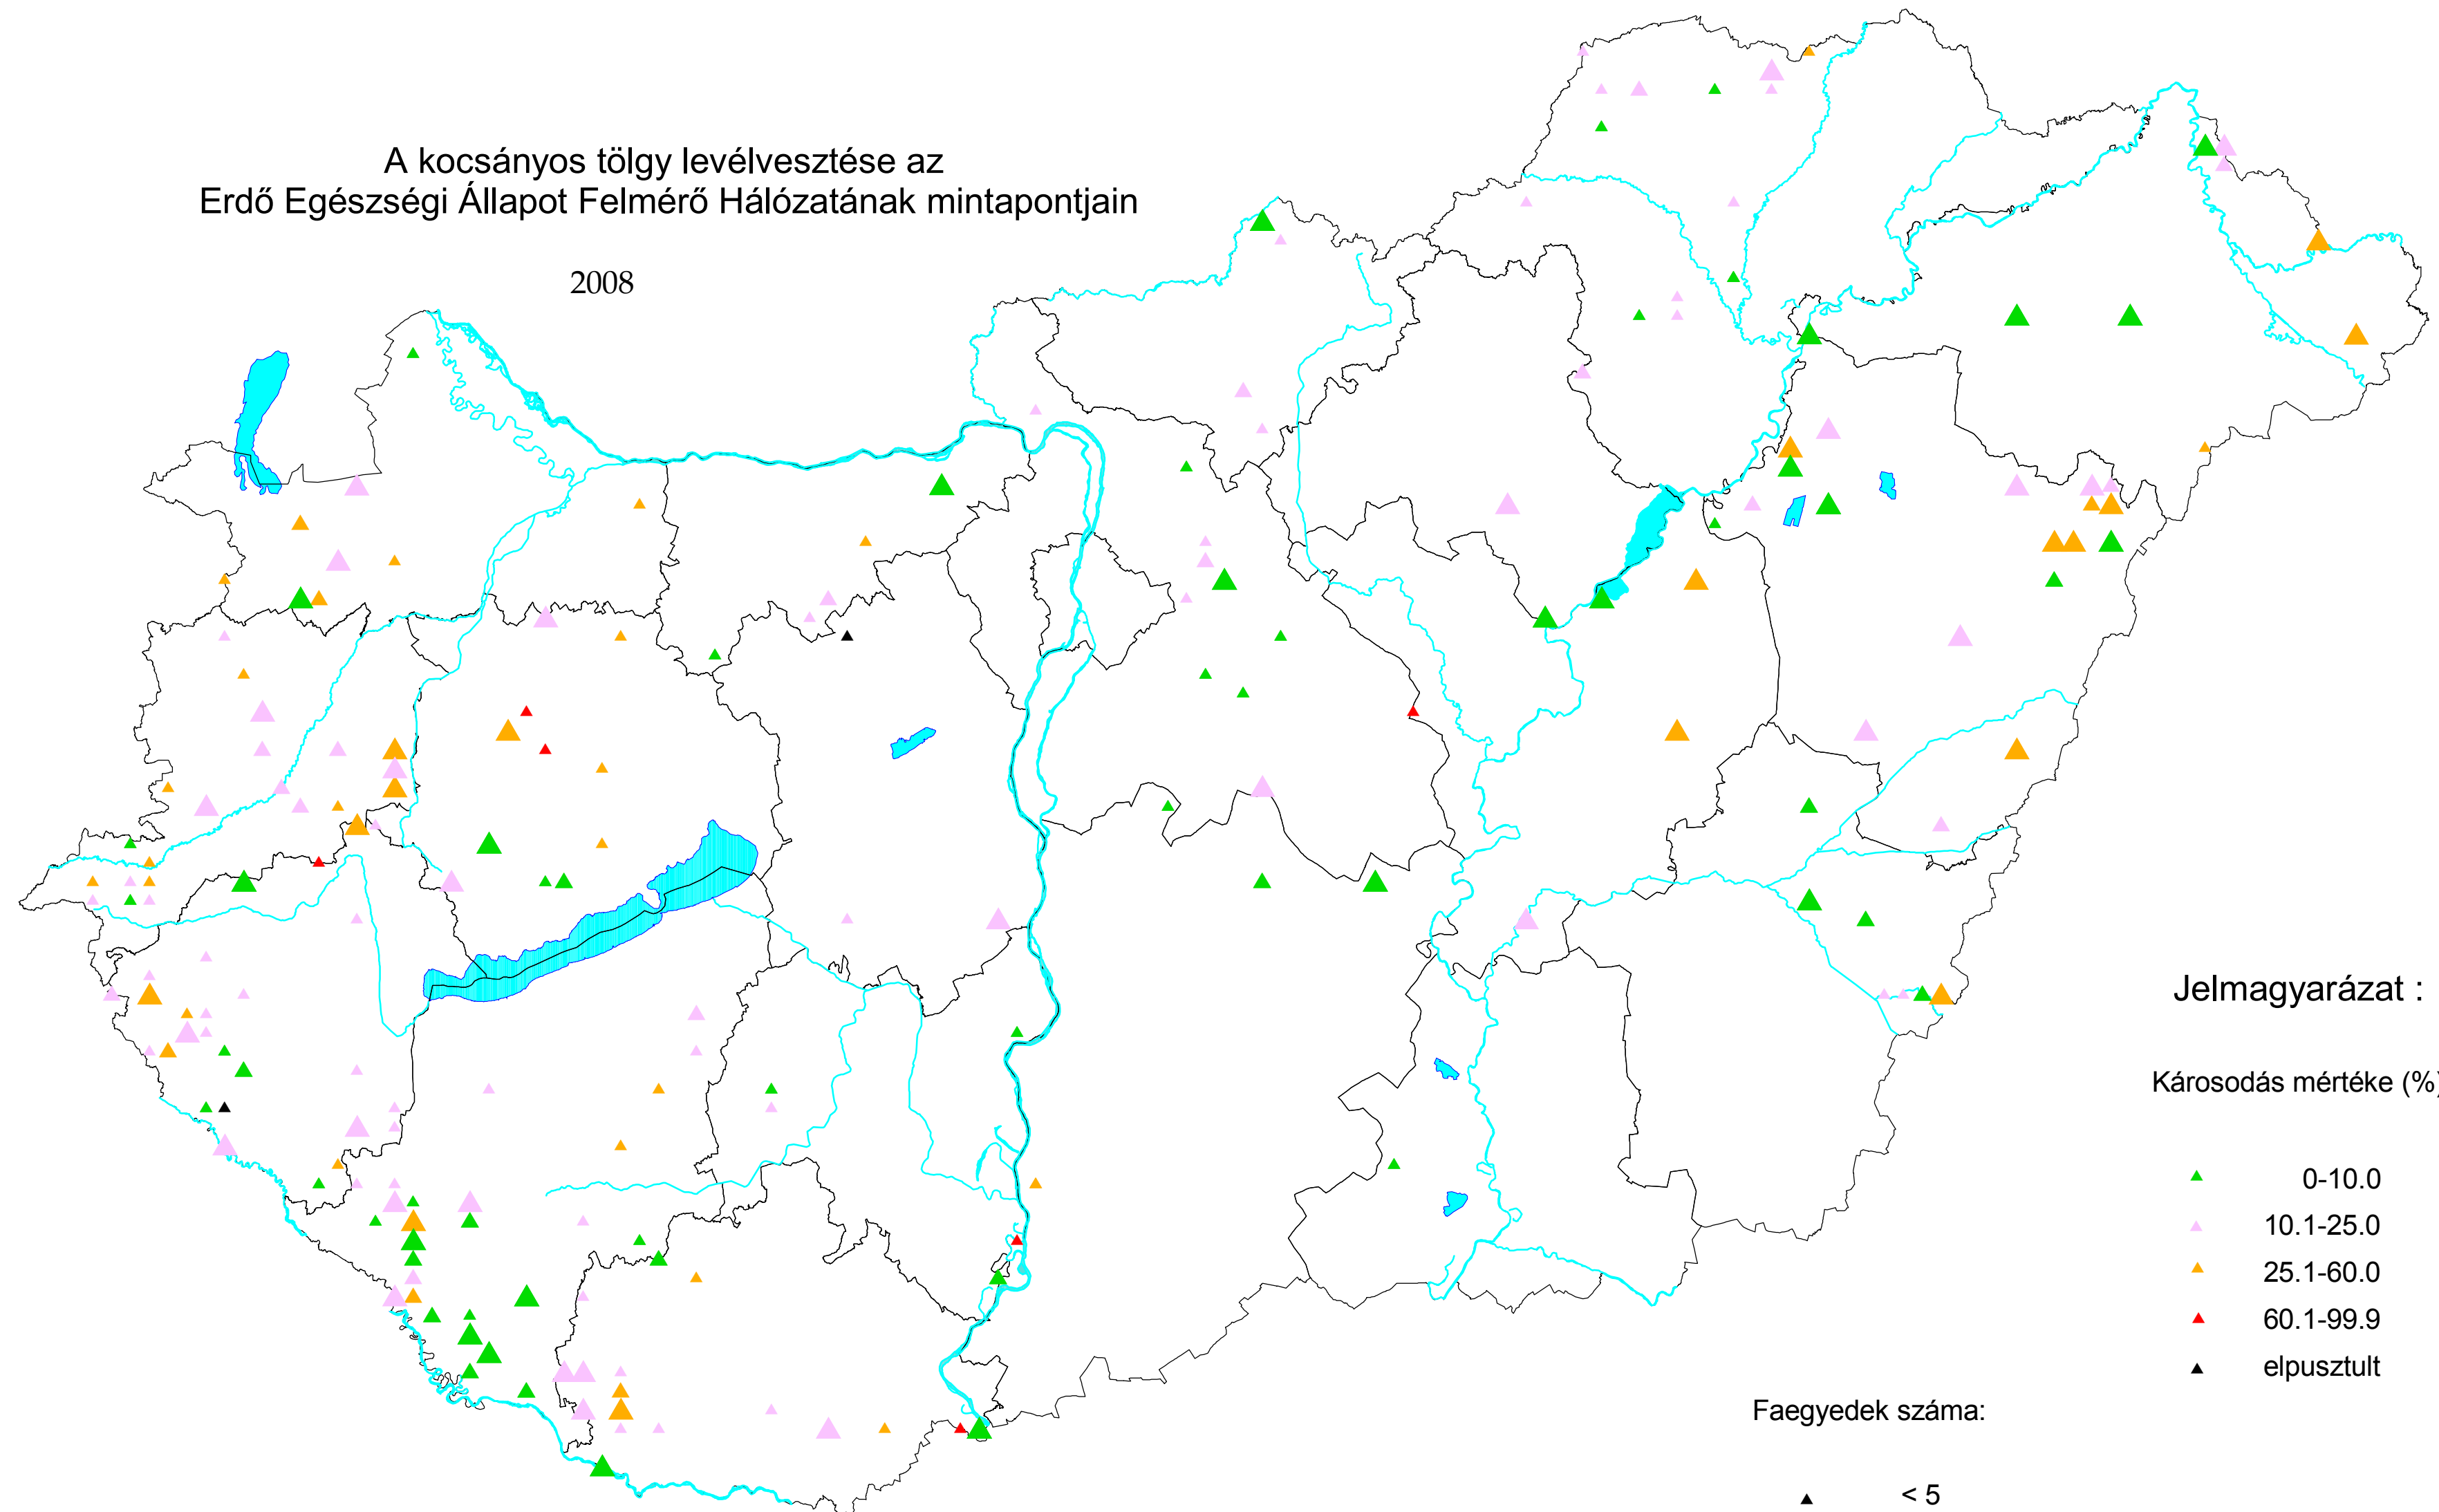 A kocsányos tölgy levélvesztése az
Erdő Egészségi Állapot Felmérő Hálózatának mintapontjain
2008
Jelmagyarázat :
Károsodás mértéke (%)
0-10.0
10.1-25.0
25.1-60.0
60.1-99.9
elpusztult
Faegyedek száma:
< 5